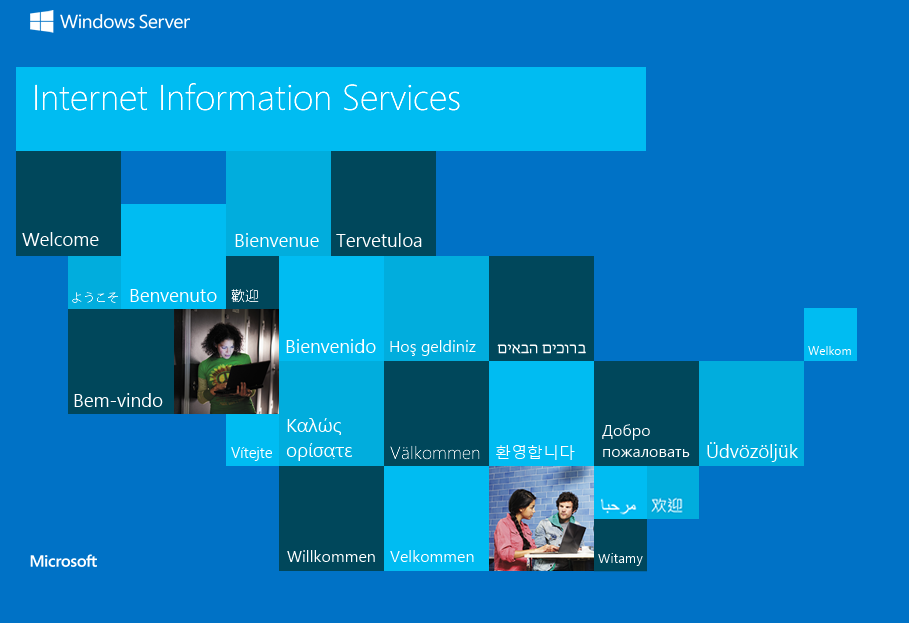 Windows Server
Internet Information Services
Welcome
Bienvenue
Tervetuloa
ようこそ
Benvenuto
歡迎
Bienvenido
Hoş geldiniz
ברוכים הבאים
Welkom
Bem-vindo
Vítejte
Καλώς
ορίσατε
Välkommen
환영합니다
Добро
пожаловать
Üdvözöljük
Willkommen
Velkommen
مرحبا
欢迎
Witamy
Microsoft